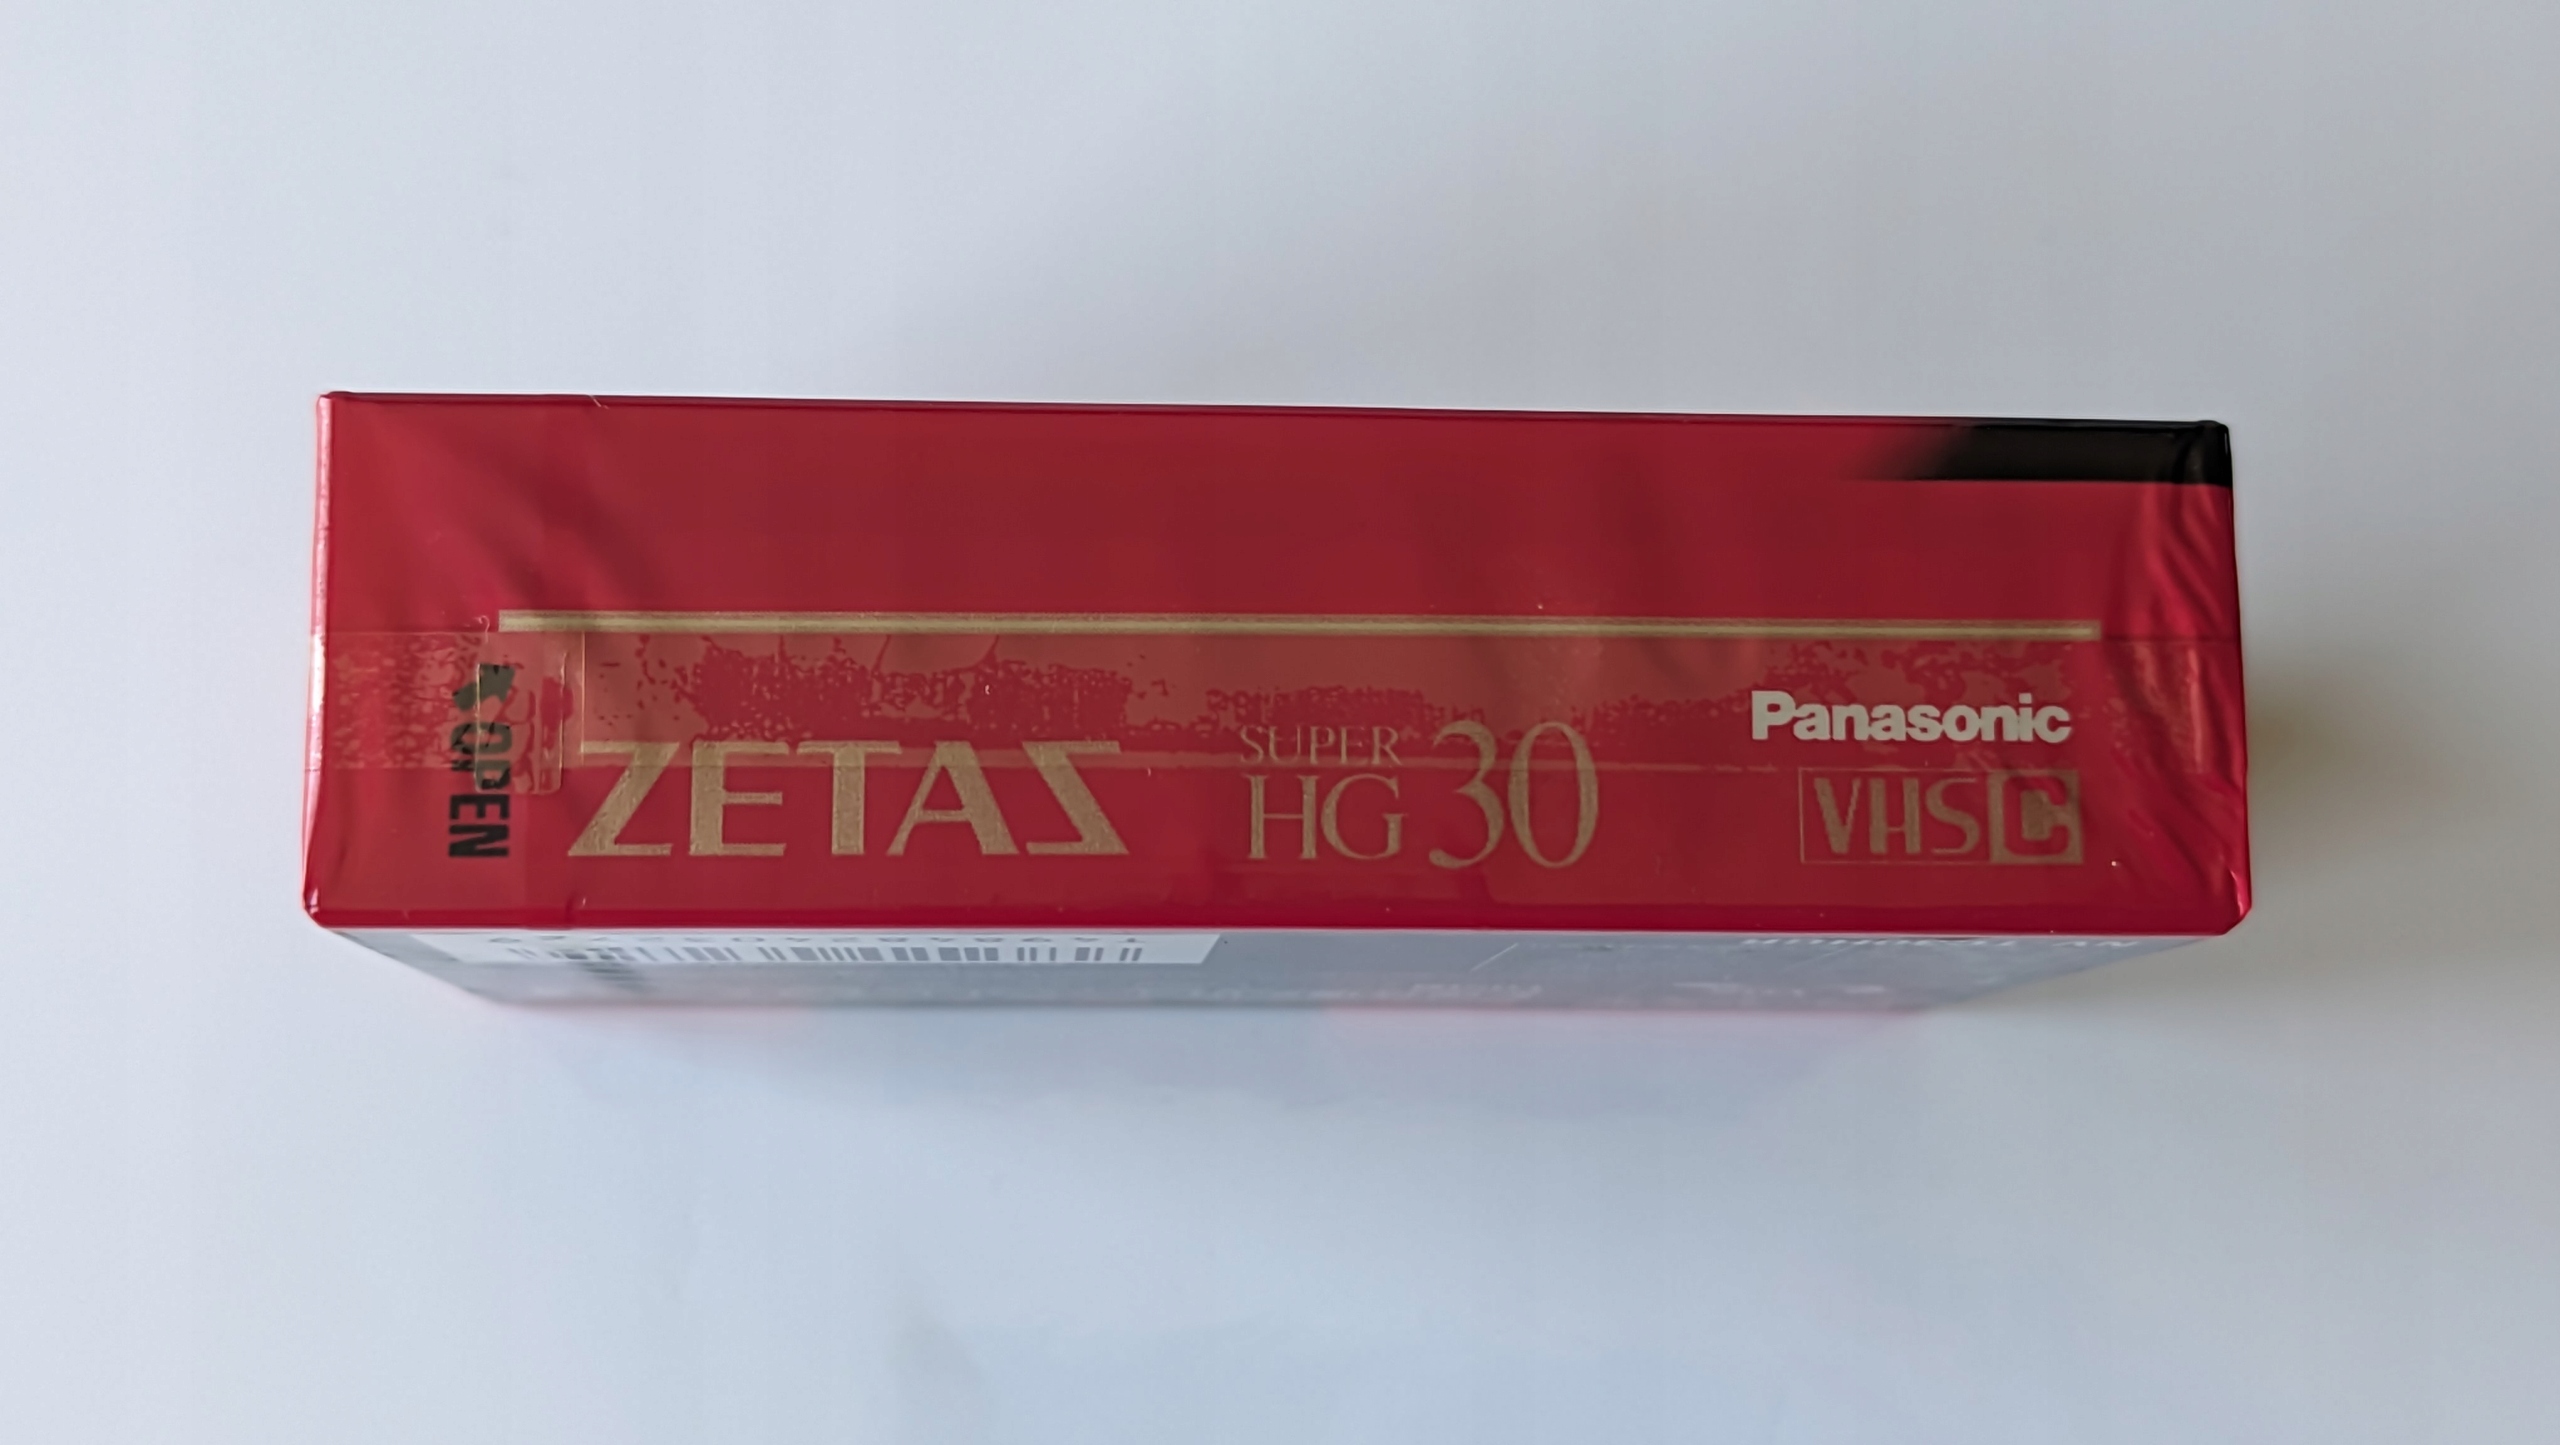 OPEN
ZETAS
SUPER
HG 30
Panasonic
VHS C